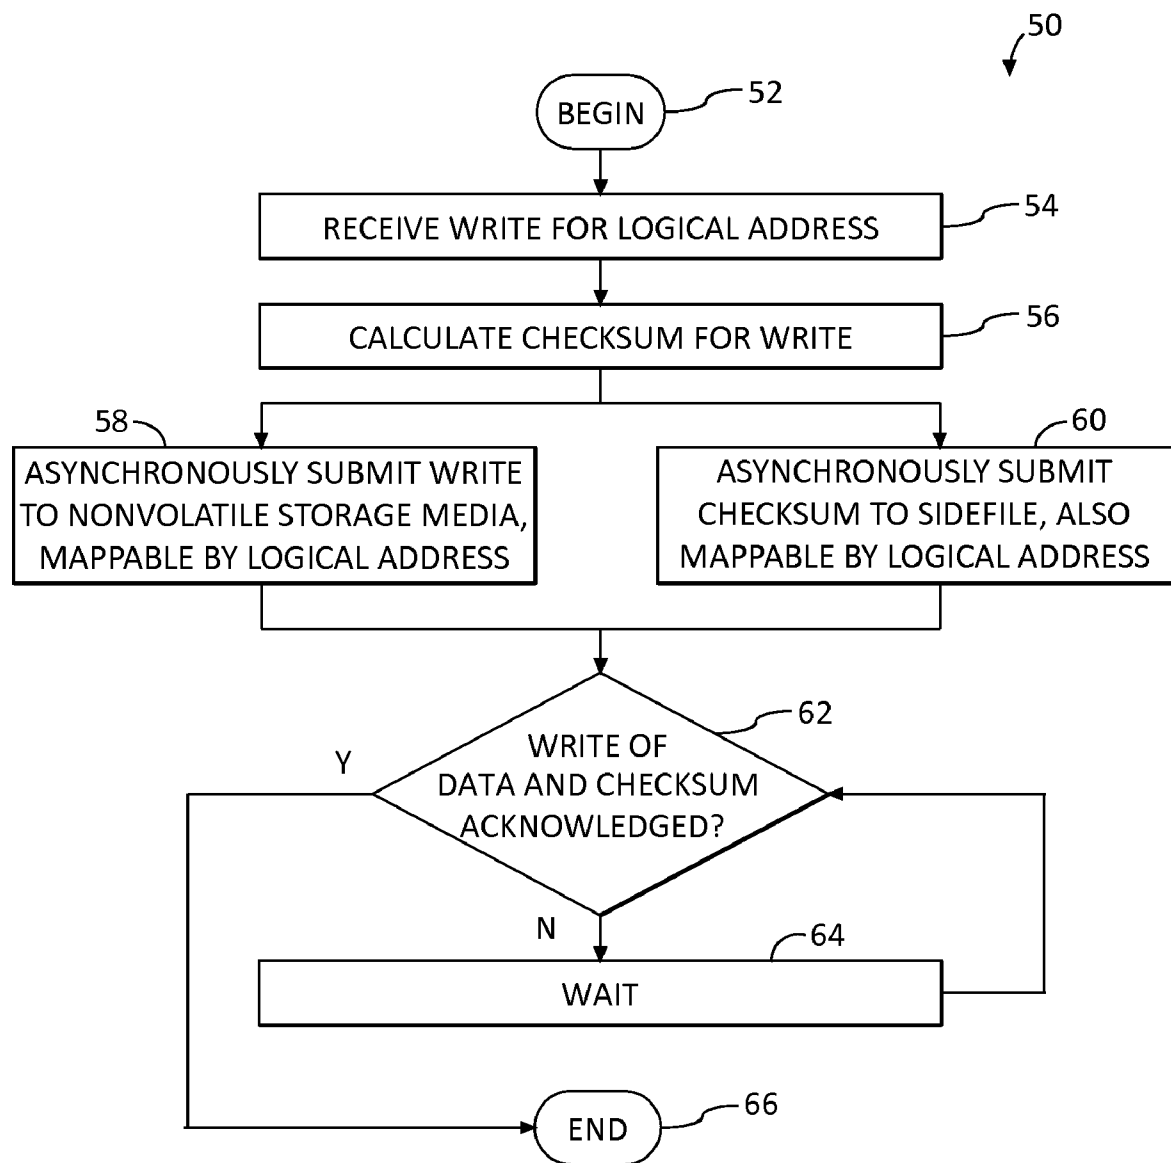 50
BEGIN
52
RECEIVE WRITE FOR LOGICAL ADDRESS
54
CALCULATE CHECKSUM FOR WRITE
56
58
ASYNCHRONOUSLY SUBMIT WRITE
TO NONVOLATILE STORAGE MEDIA,
MAPPABLE BY LOGICAL ADDRESS
60
ASYNCHRONOUSLY SUBMIT
CHECKSUM TO SIDEFILE, ALSO
MAPPABLE BY LOGICAL ADDRESS
62
WRITE OF
DATA AND CHECKSUM
ACKNOWLEDGED?
Y
N
64
WAIT
END
66